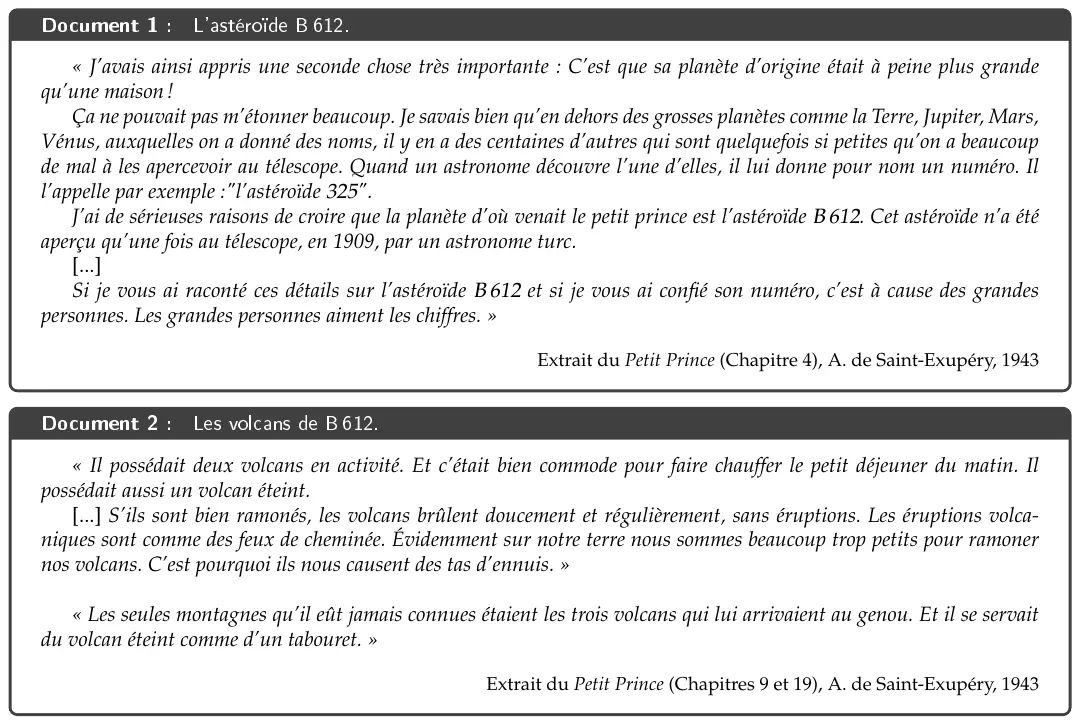 Document 1 : L'astéroïde B 612.
« J'avais ainsi appris une seconde chose très importante : C'est que sa planète d'origine était à peine plus grande
qu'une maison !
Ça ne pouvait pas m'étonner beaucoup. Je savais bien qu'en dehors des grosses planètes comme la Terre, Jupiter, Mars,
Vénus, auxquelles on a donné des noms, il y en a des centaines d'autres qui sont quelquefois si petites qu'on a beaucoup
de mal à les apercevoir au télescope. Quand un astronome découvre l'une d'elles, il lui donne pour nom un numéro. Il
l'appelle par exemple :"l'astéroïde 325".
J'ai de sérieuses raisons de croire que la planète d'où venait le petit prince est l'astéroïde B 612. Cet astéroïde n'a été
aperçu qu'une fois au télescope, en 1909, par un astronome turc.
[...]
Si je vous ai raconté ces détails sur l'astéroïde B 612 et si je vous ai confié son numéro, c'est à cause des grandes
personnes. Les grandes personnes aiment les chiffres. »
Extrait du Petit Prince (Chapitre 4), A. de Saint-Exupéry, 1943
Document 2 : Les volcans de B 612.
« Il possédait deux volcans en activité. Et c'était bien commode pour faire chauffer le petit déjeuner du matin. Il
possédait aussi un volcan éteint.
[...] S'ils sont bien ramonés, les volcans brûlent doucement et régulièrement, sans éruptions. Les éruptions volca-
niques sont comme des feux de cheminée. Évidemment sur notre terre nous sommes beaucoup trop petits pour ramoner
nos volcans. C'est pourquoi ils nous causent des tas d'ennuis. »
« Les seules montagnes qu'il eût jamais connues étaient les trois volcans qui lui arrivaient au genou. Et il se servait
du volcan éteint comme d'un tabouret. »
Extrait du Petit Prince (Chapitres 9 et 19), A. de Saint-Exupéry, 1943